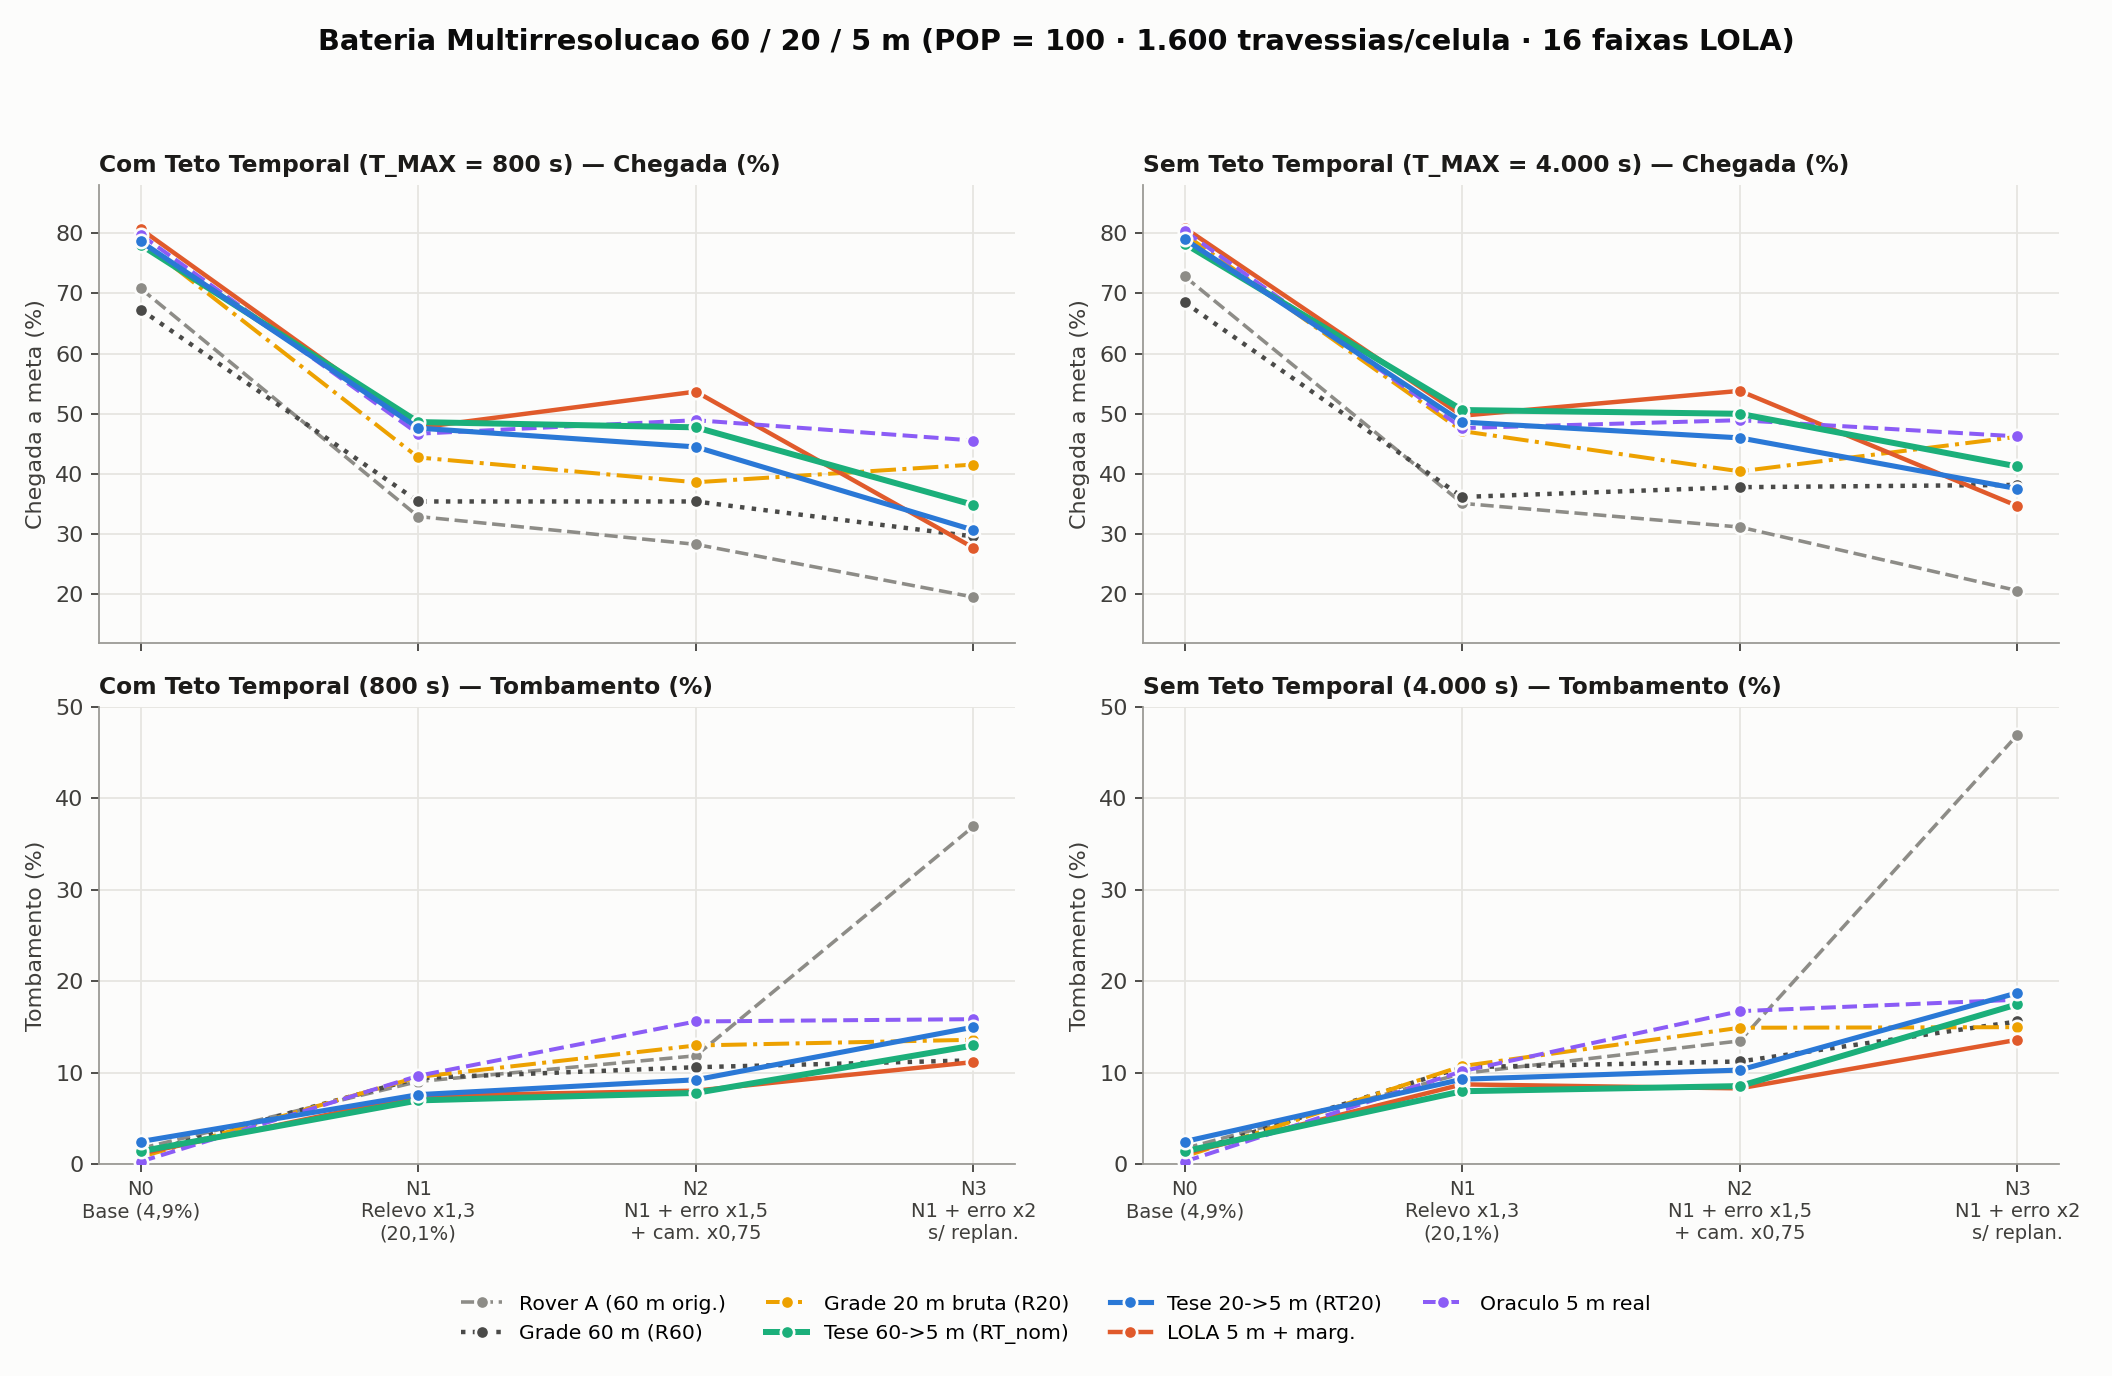 Bateria Multirresolucao 60 / 20 / 5 m (POP = 100 · 1.600 travessias/celula · 16 faixas LOLA)
Com Teto Temporal (T_MAX = 800 s) — Chegada (%)
Chegada a meta (%)
80
70
60
50
40
30
20
Sem Teto Temporal (T_MAX = 4.000 s) — Chegada (%)
Chegada a meta (%)
80
70
60
50
40
30
20
Com Teto Temporal (800 s) — Tombamento (%)
Tombamento (%)
50
40
30
20
10
0
N0
Base (4,9%)
N1
Relevo x1,3
(20,1%)
N2
N1 + erro x1,5
+ cam. x0,75
N3
N1 + erro x2
s/ replan.
Sem Teto Temporal (4.000 s) — Tombamento (%)
Tombamento (%)
50
40
30
20
10
0
N0
Base (4,9%)
N1
Relevo x1,3
(20,1%)
N2
N1 + erro x1,5
+ cam. x0,75
N3
N1 + erro x2
s/ replan.
Rover A (60 m orig.)
Grade 60 m (R60)
Grade 20 m bruta (R20)
Tese 60->5 m (RT_nom)
Tese 20->5 m (RT20)
LOLA 5 m + marg.
Oraculo 5 m real